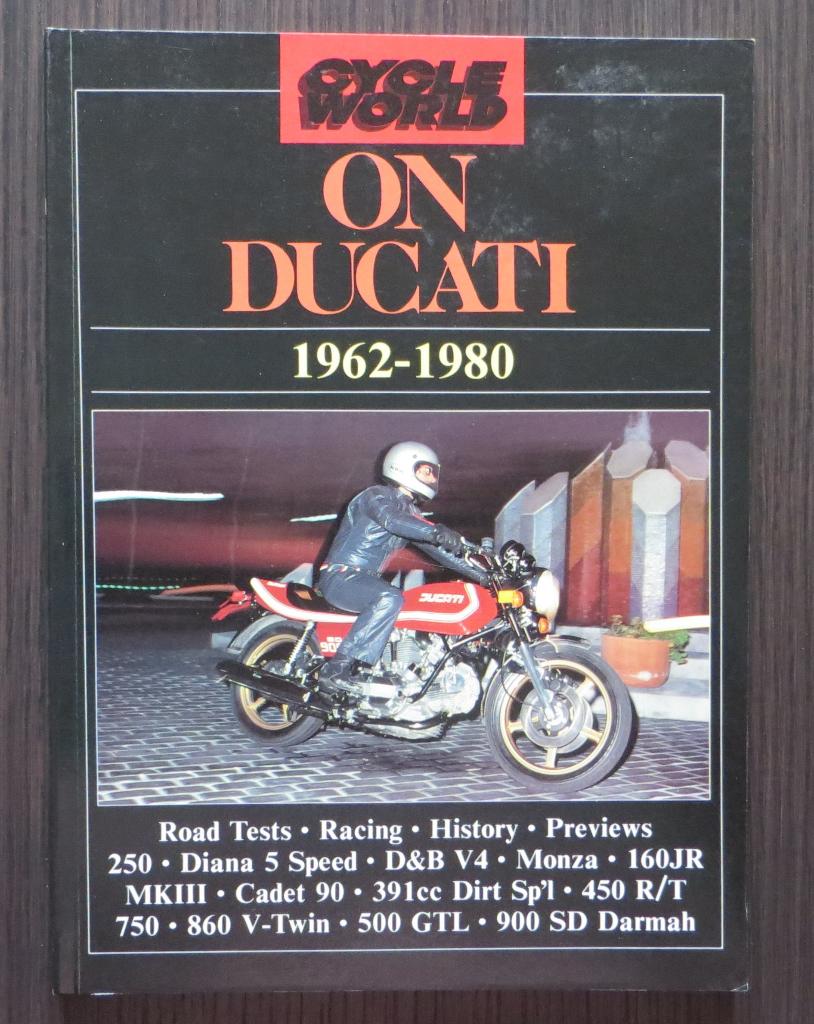 CYCLE
WORLD
ON
DUCATI
1962-1980
DUCATI
Road Tests • Racing • History • Previews
250 • Diana 5 Speed • D&B V4 • Monza • 160JR
MKIII • Cadet 90 • 391cc Dirt Sp'l • 450 R/T
750 • 860 V-Twin • 500 GTL • 900 SD Darmah